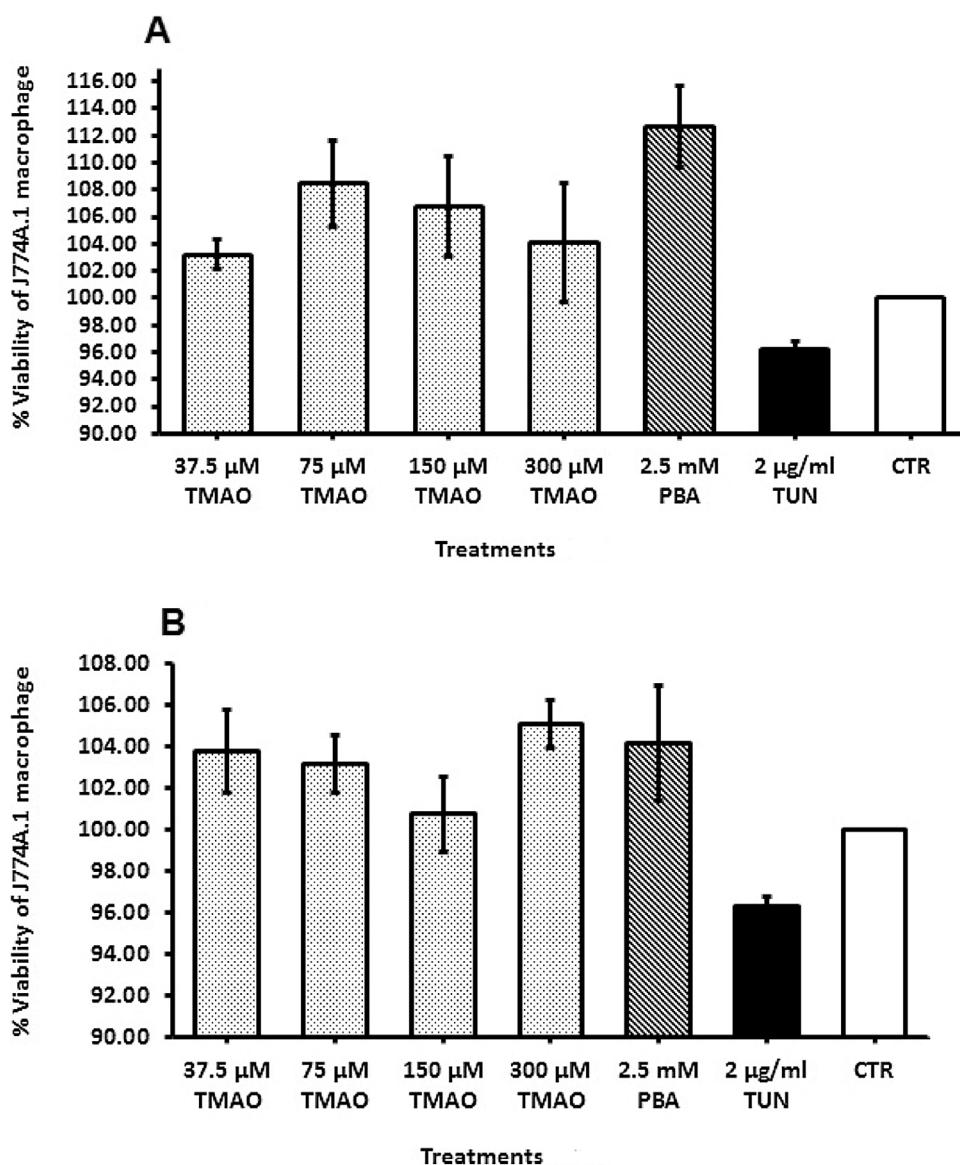 A
% Viability of J774A.1 macrophage
116.00
114.00
112.00
110.00
108.00
106.00
104.00
102.00
100.00
98.00
96.00
94.00
92.00
90.00
37.5 µM 75 µM 150 µM 300 µM 2.5 mM 2 µg/ml CTR
TMAO TMAO TMAO TMAO PBA TUN
Treatments
B
% Viability of J774A.1 macrophage
108.00
106.00
104.00
102.00
100.00
98.00
96.00
94.00
92.00
90.00
37.5 µM 75 µM 150 µM 300 µM 2.5 mM 2 µg/ml CTR
TMAO TMAO TMAO TMAO PBA TUN
Treatments